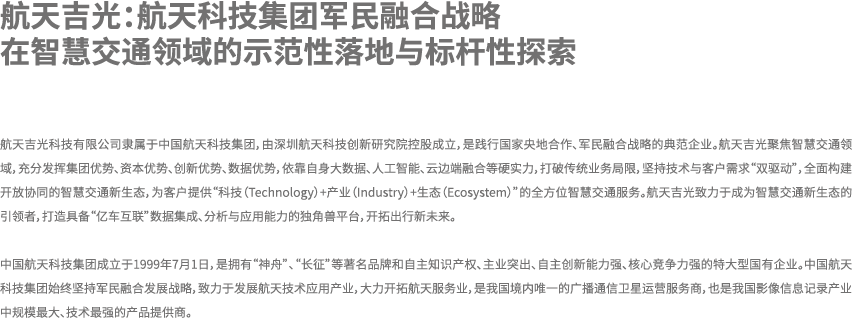 航天吉光：航天科技集团军民融合战略
在智慧交通领域的示范性落地与标杆性探索
航天吉光科技有限公司隶属于中国航天科技集团，由深圳航天科技创新研究院控股成立，是践行国家央地合作、军民融合战略的典范企业。航天吉光聚焦智慧交通领
域，充分发挥集团优势、资本优势、创新优势、数据优势，依靠自身大数据、人工智能、云边端融合等硬实力，打破传统业务局限，坚持技术与客户需求“双驱动”，全面构建
开放协同的智慧交通新生态，为客户提供“科技（Technology）+产业（Industry）+生态（Ecosystem）”的全方位智慧交通服务。航天吉光致力于成为智慧交通新生态的
引领者，打造具备“亿车互联”数据集成、分析与应用能力的独角兽平台，开拓出行新未来。
中国航天科技集团成立于1999年7月1日，是拥有“神舟”、“长征”等著名品牌和自主知识产权、主业突出、自主创新能力强、核心竞争力强的特大型国有企业。中国航天
科技集团始终坚持军民融合发展战略，致力于发展航天技术应用产业，大力开拓航天服务业，是我国境内唯一的广播通信卫星运营服务商，也是我国影像信息记录产业
中规模最大、技术最强的产品提供商。